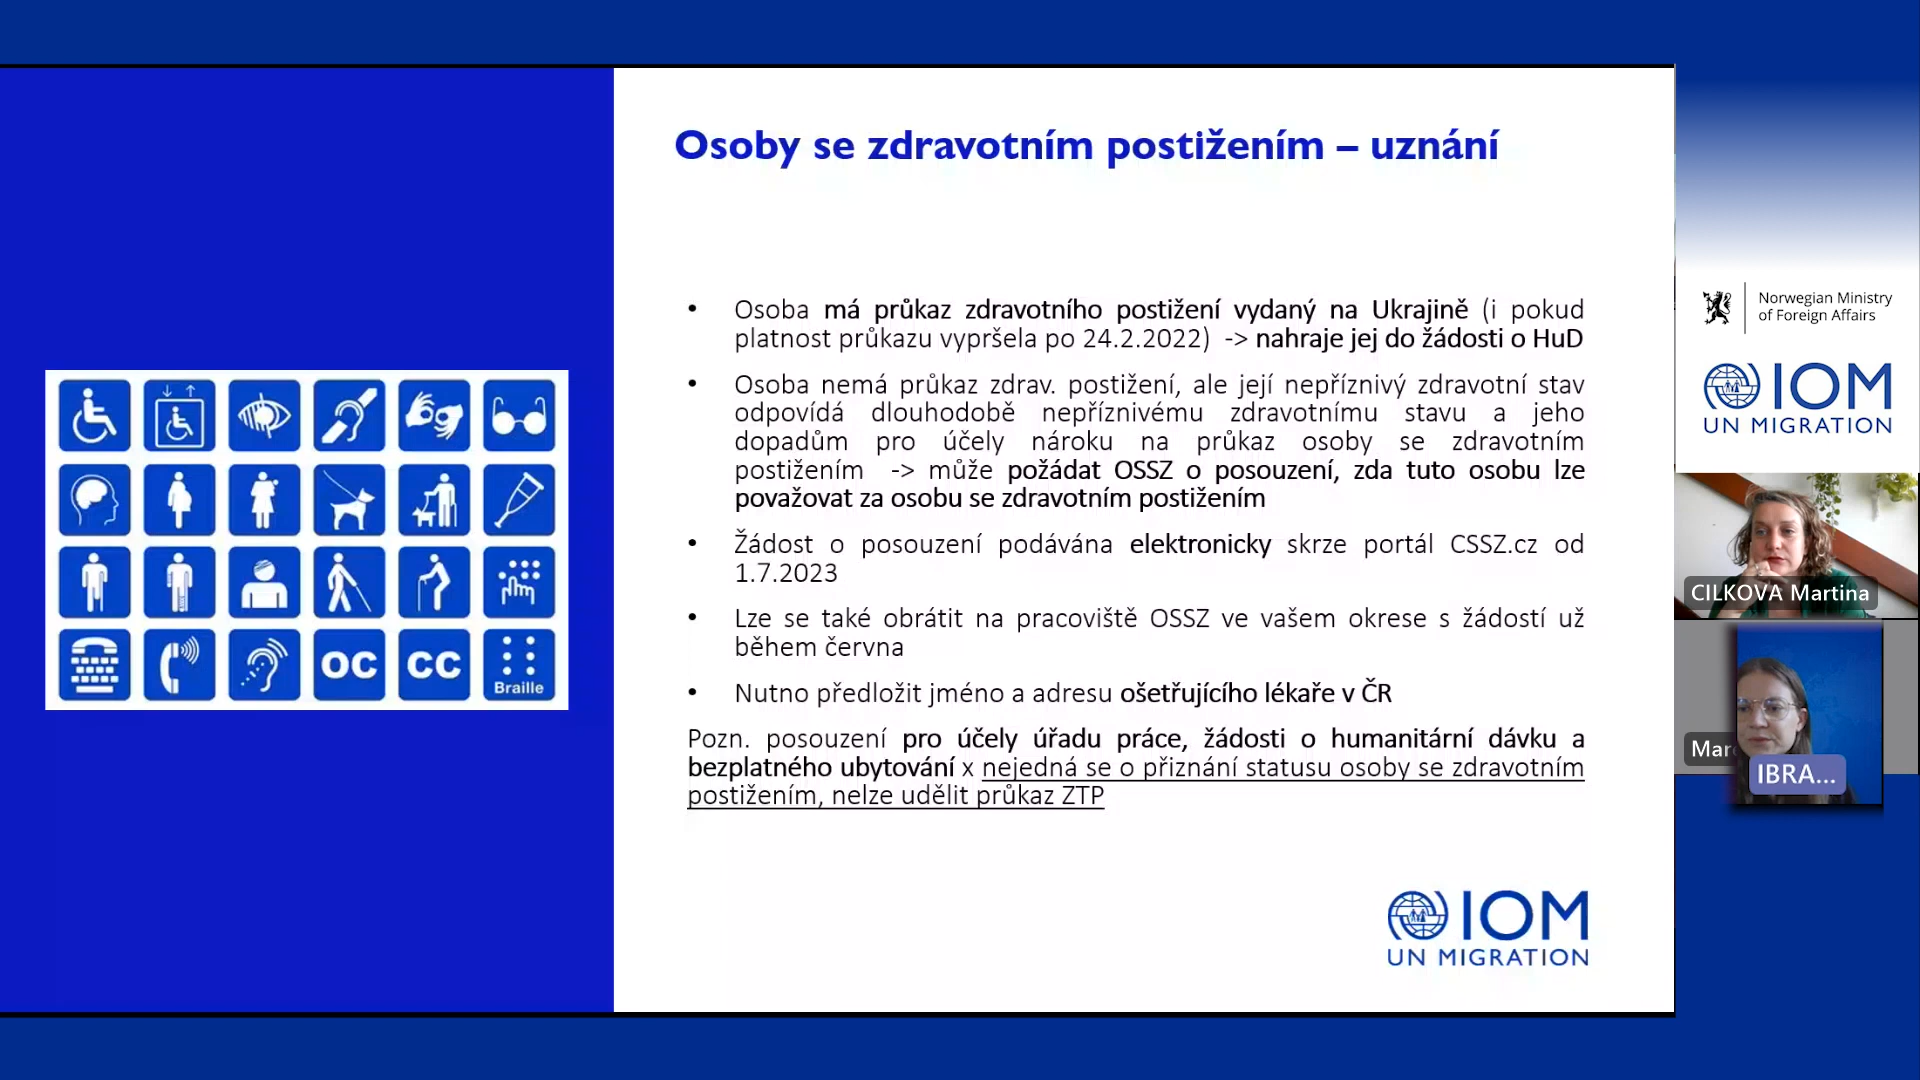 Osoby se zdravotním postižením – uznání
• Osoba má průkaz zdravotního postižení vydaný na Ukrajině (i pokud
platnost průkazu vypršela po 24.2.2022) -> nahraje jej do žádosti o HuD
• Osoba nemá průkaz zdrav. postižení, ale její nepříznivý zdravotní stav
odpovídá dlouhodobě nepříznivému zdravotnímu stavu a jeho
dopadům pro účely nároku na průkaz osoby se zdravotním
postižením -> může požádat OSSZ o posouzení, zda tuto osobu lze
považovat za osobu se zdravotním postižením
• Žádost o posouzení podávána elektronicky skrze portál CSSZ.cz od
1.7.2023
• Lze se také obrátit na pracoviště OSSZ ve vašem okrese s žádostí už
během června
• Nutno předložit jméno a adresu ošetřujícího lékaře v ČR
Pozn. posouzení pro účely úřadu práce, žádosti o humanitární dávku a
bezplatného ubytování x nejedná se o přiznání statusu osoby se zdravotním
postižením, nelze udělit průkaz ZTP
OC
CC
Braille
IOM
UN MIGRATION
Norwegian Ministry
of Foreign Affairs
IOM
UN MIGRATION
CILKOVA Martina
IBRA...